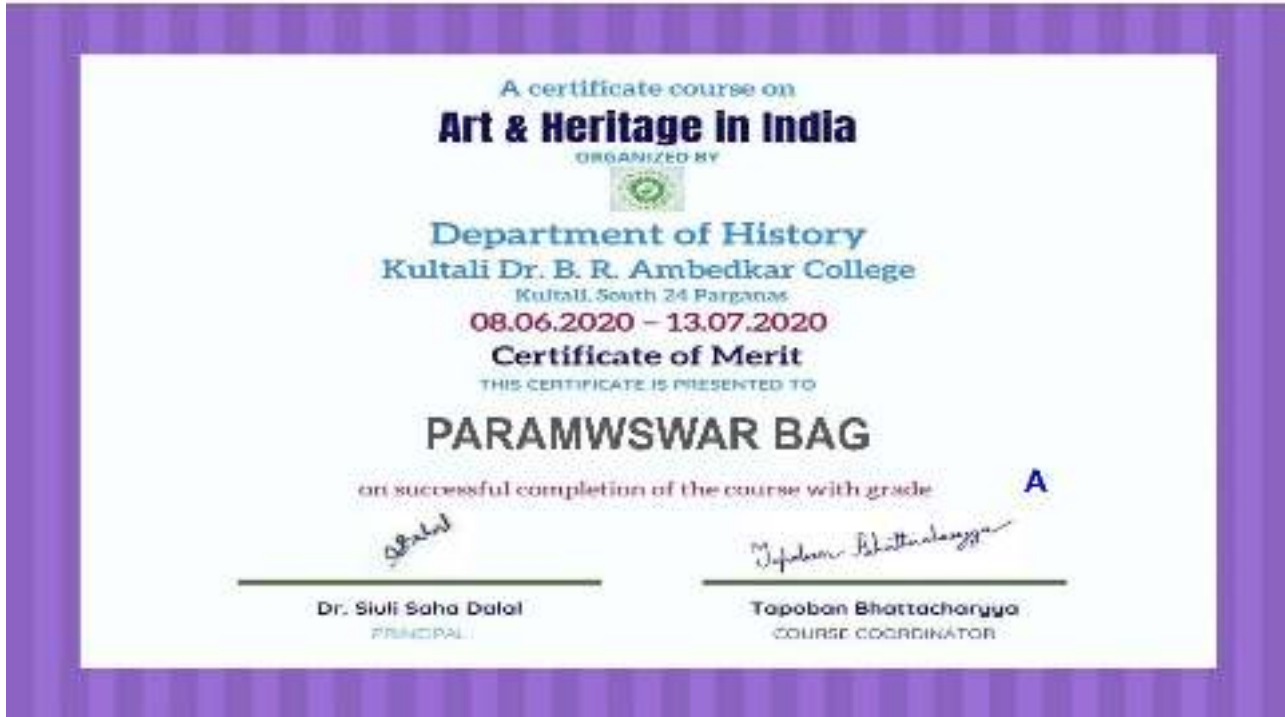 A certificate course on
Art & Heritage in India
ORGANIZED BY
Department of History
Kultali Dr. B. R. Ambedkar College
Kultali, South 24 Parganas
08.06.2020 – 13.07.2020
Certificate of Merit
THIS CERTIFICATE IS PRESENTED TO
PARAMWSWAR BAG
on successful completion of the course with grade A
Tapoban Bhattacharyya
Dr. Siuli Saha Dalal
Tapoban Bhattacharyya
PRINCIPAL
COURSE COORDINATOR